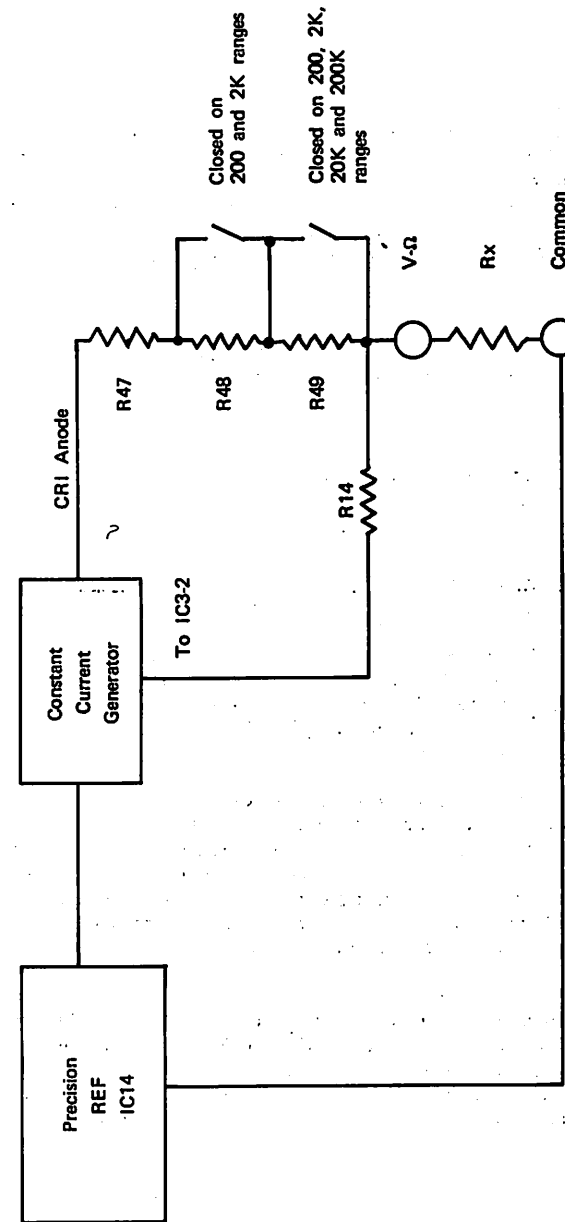 Precision
REF
IC14
Constant
Current
Generator
CRI Anode
To IC3-2
R47
R48
R49
R14
Closed on
200 and 2K ranges
Closed on 200, 2K,
20K and 200K
ranges
V-Ω
Rx
Common